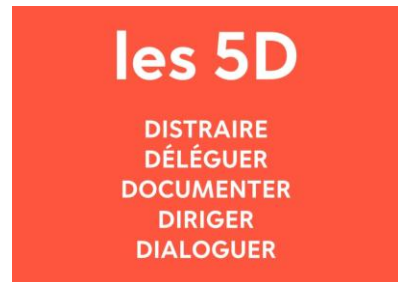 les 5D
DISTRAIRE
DÉLÉGUER
DOCUMENTER
DIRIGER
DIALOGUER